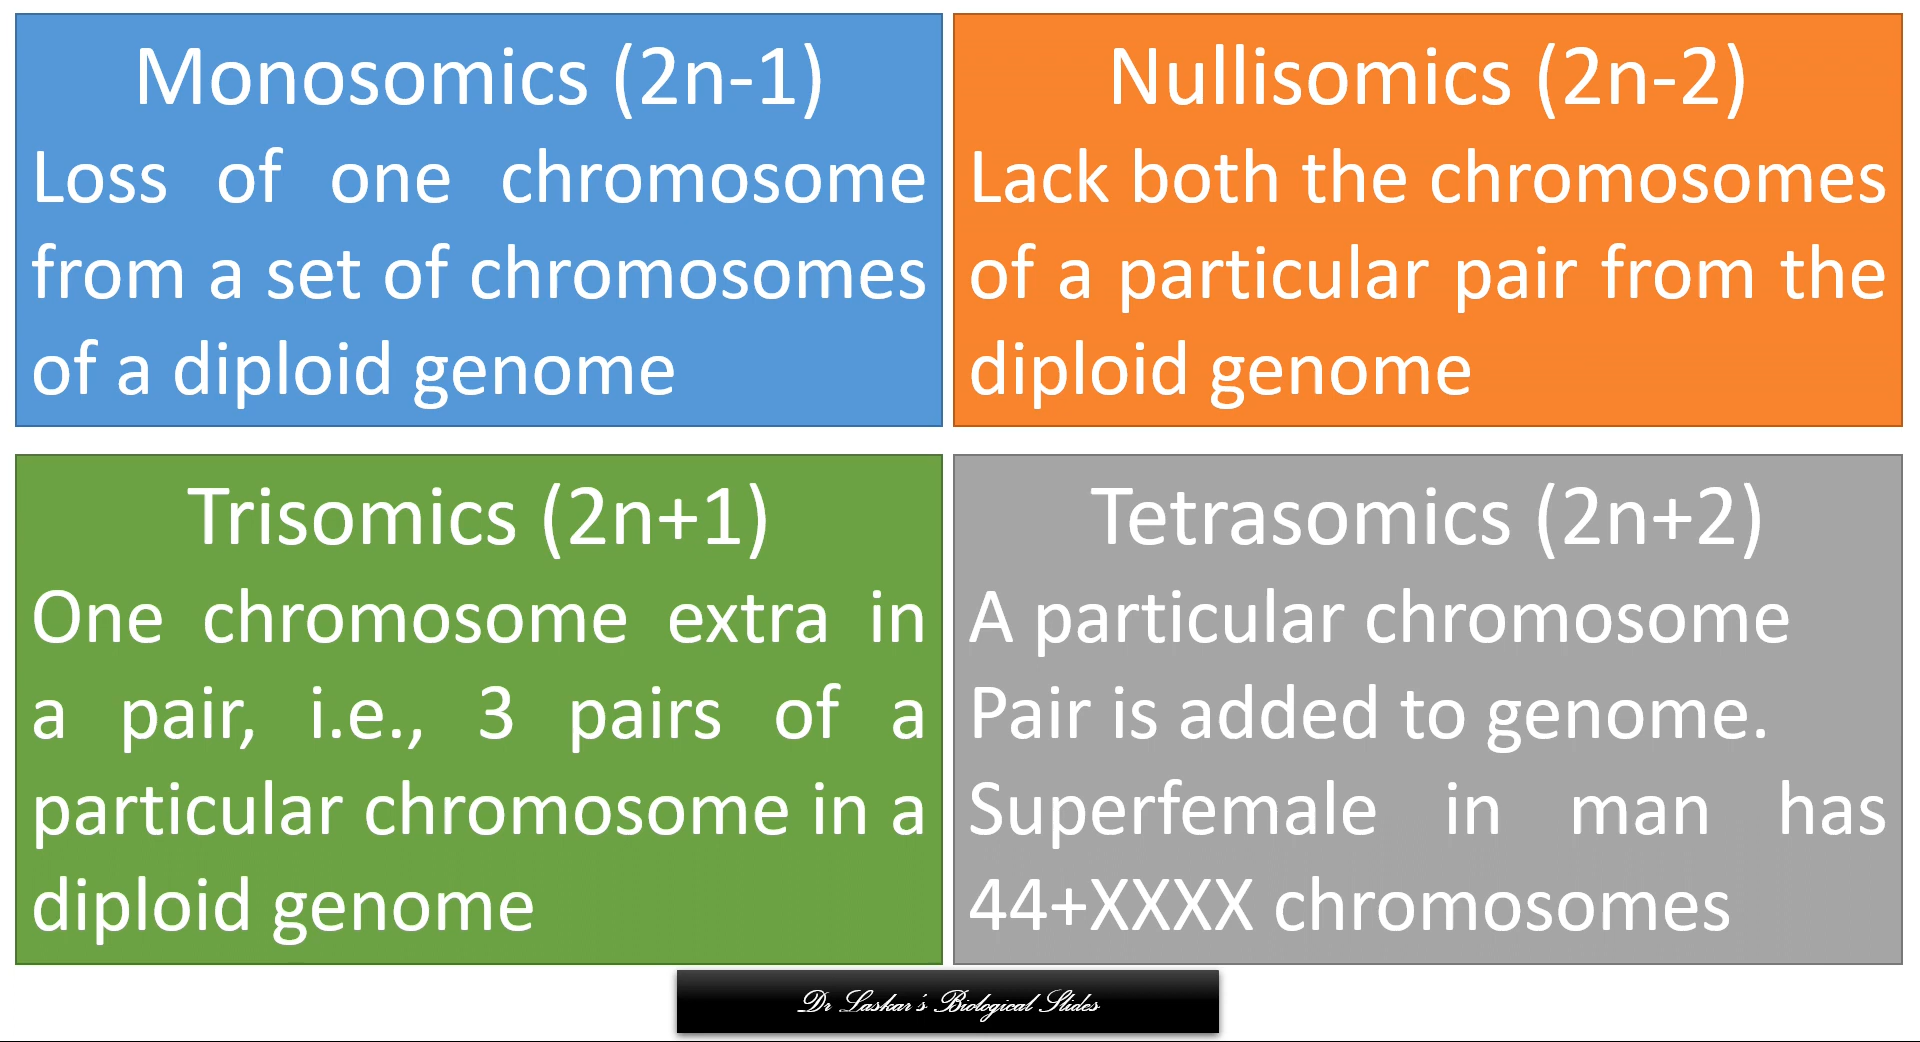 Monosomics (2n-1)
Loss of one chromosome
from a set of chromosomes
of a diploid genome
Nullisomics (2n-2)
Lack both the chromosomes
of a particular pair from the
diploid genome
Trisomics (2n+1)
One chromosome extra in
a pair, i.e., 3 pairs of a
particular chromosome in a
diploid genome
Tetrasomics (2n+2)
A particular chromosome
Pair is added to genome.
Superfemale in man has
44+XXXX chromosomes
Dr Laskar's Biological Slides